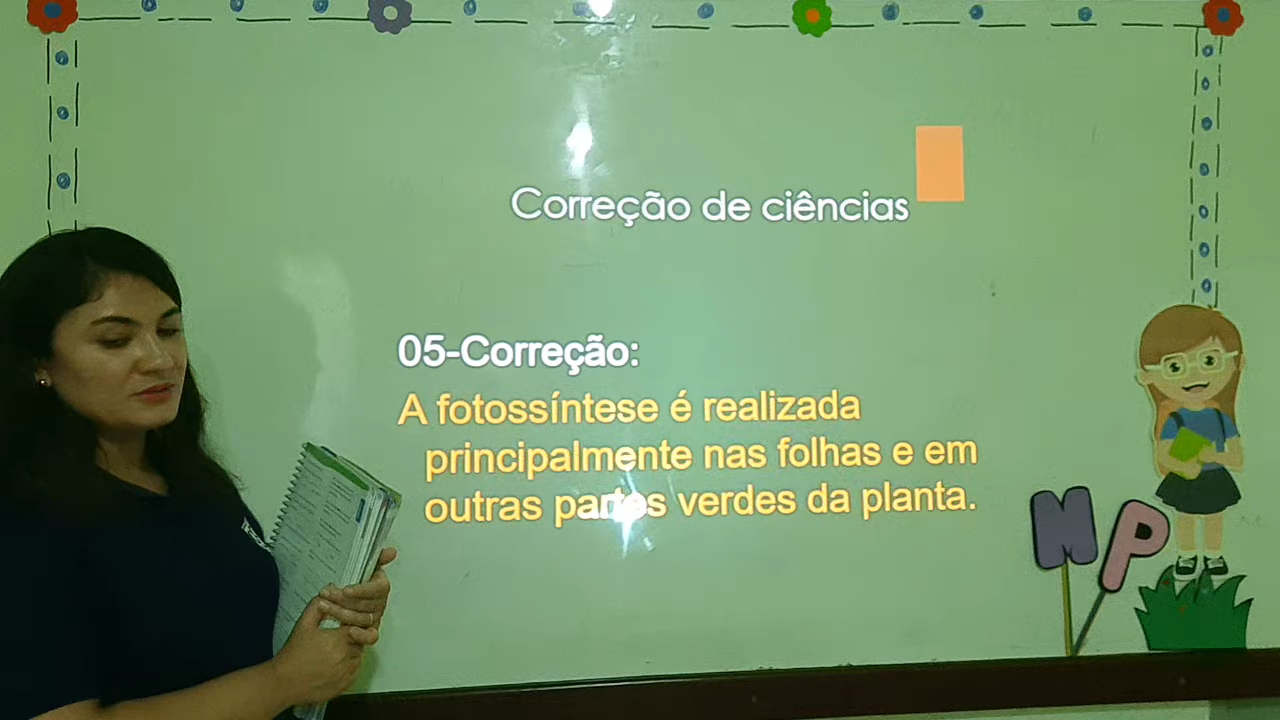 Correção de ciências
05-Correção:
A fotossíntese é realizada
principalmente nas folhas e em
outras partes verdes da planta.
M P